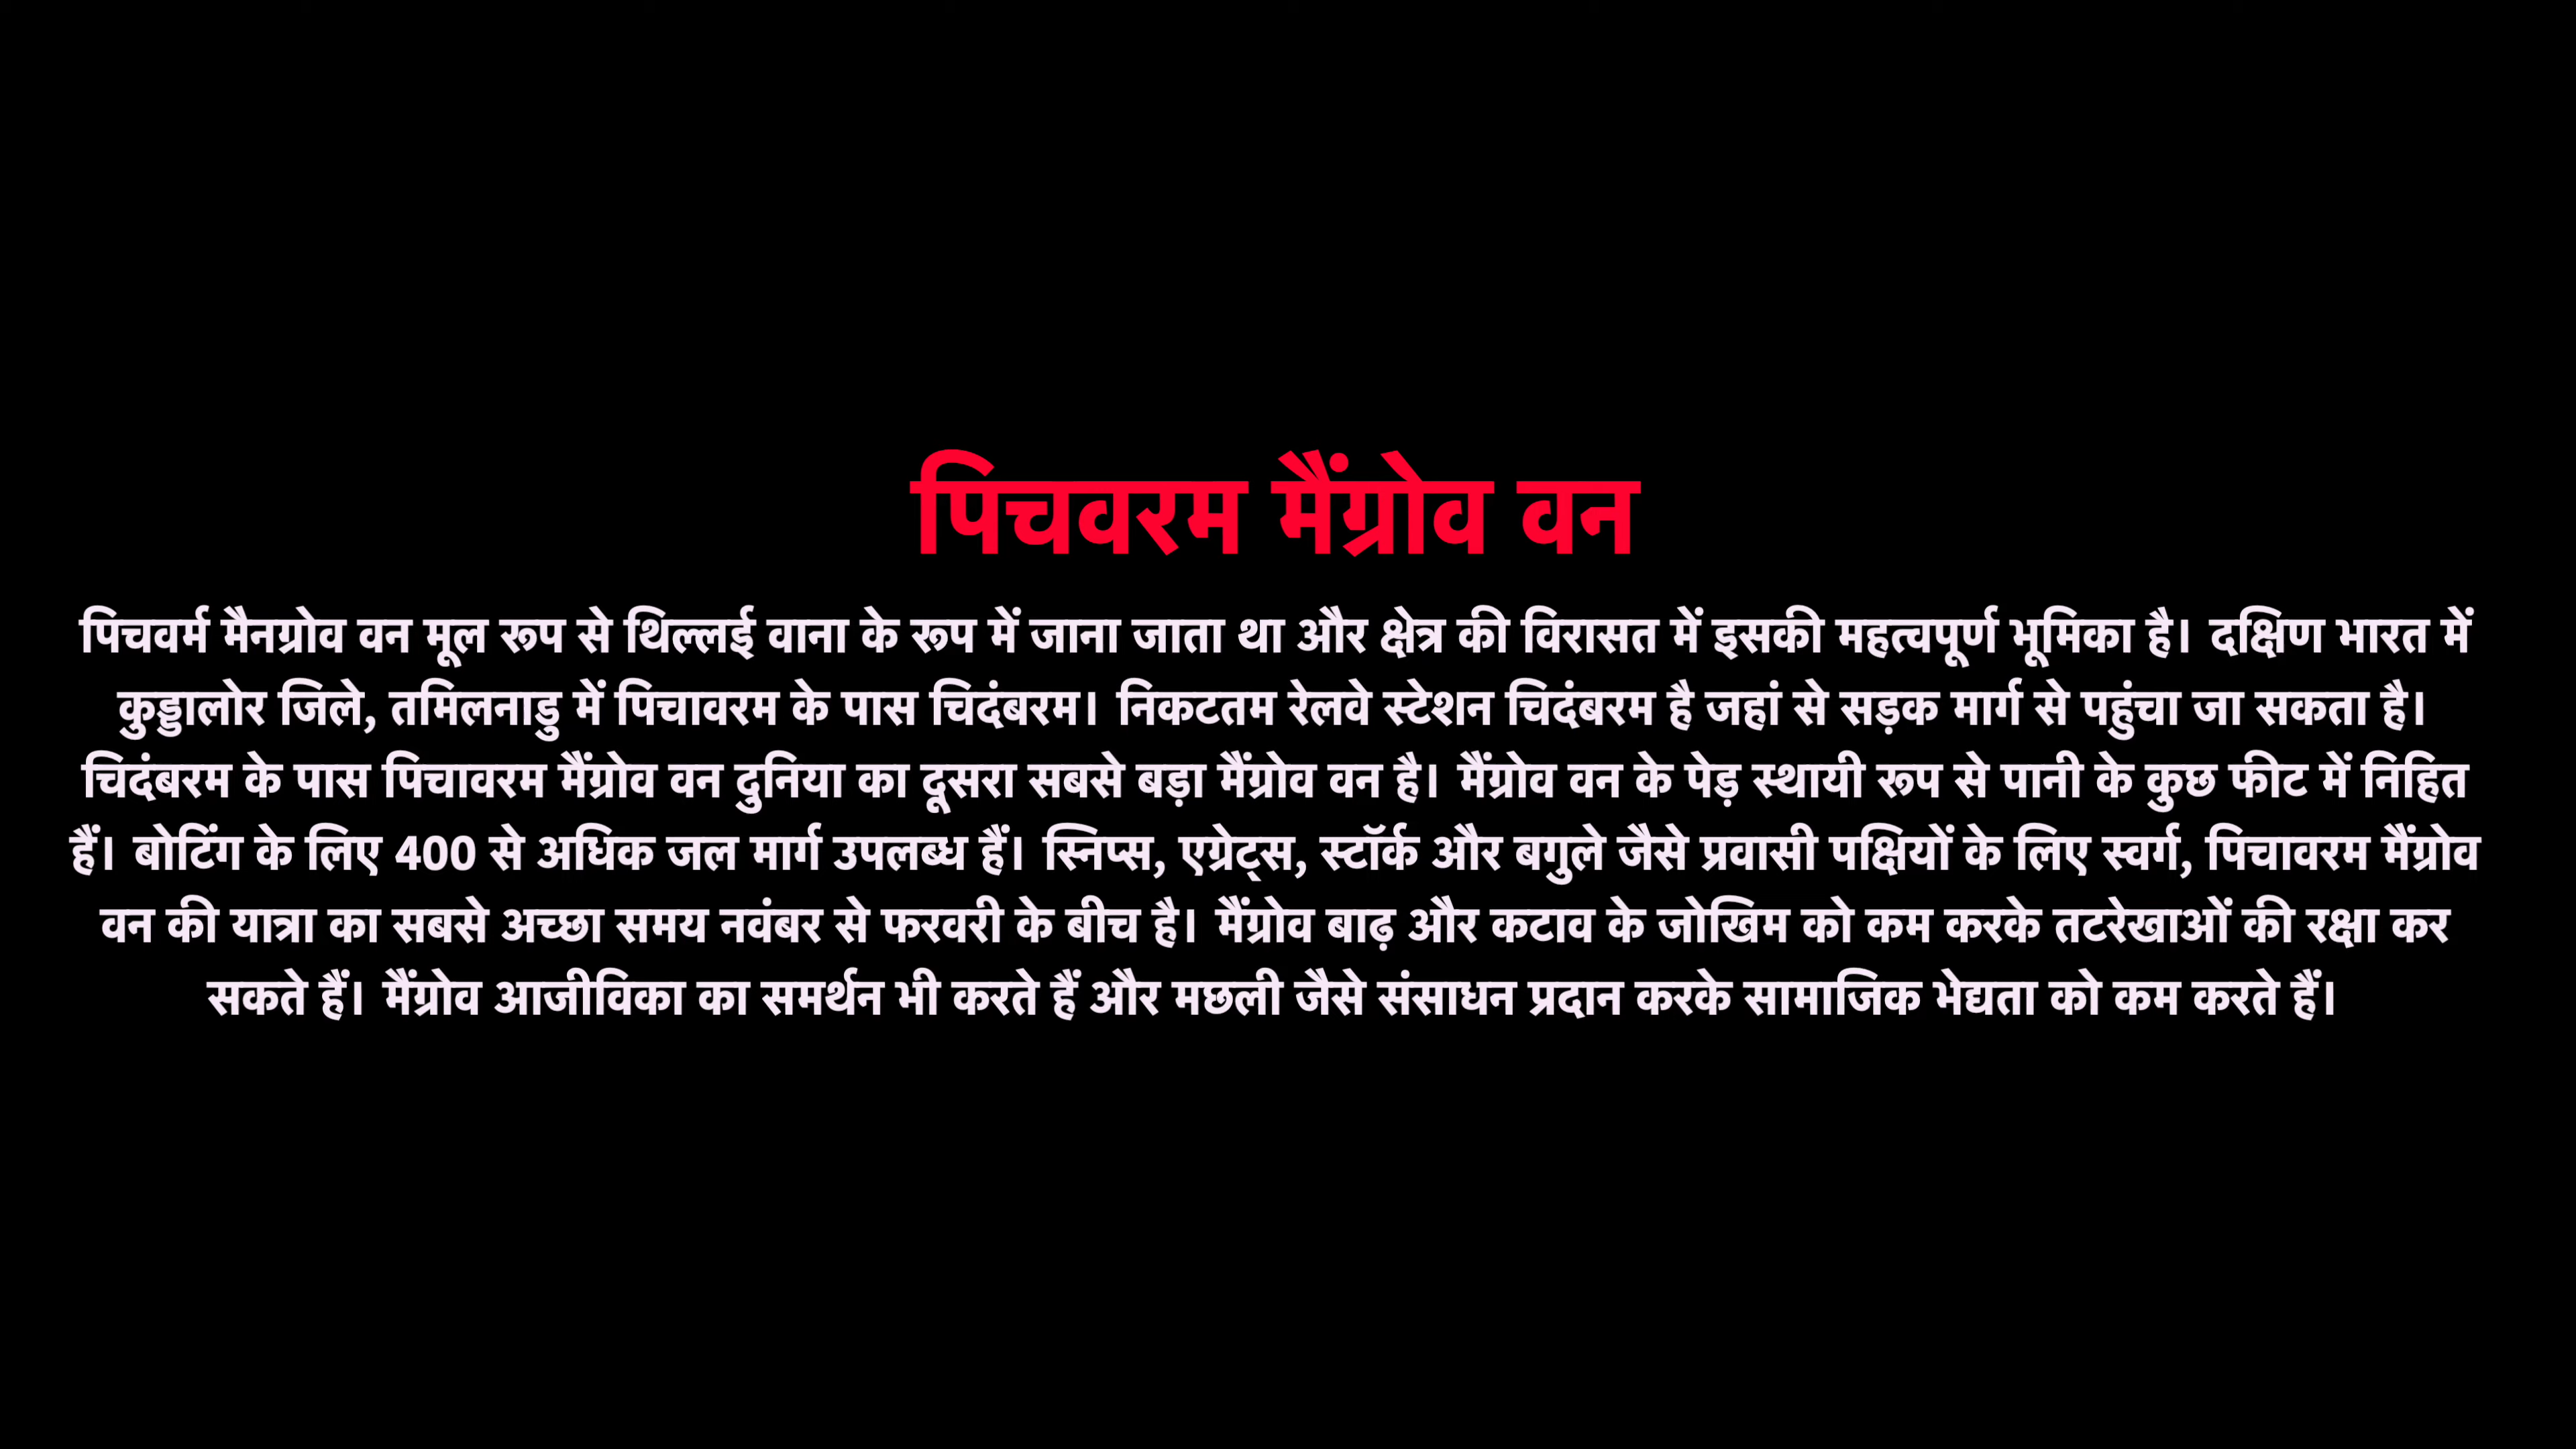 पिचवरम मैंग्रोव वन
पिचवर्म मैनग्रोव वन मूल रूप से थिल्लई वाना के रूप में जाना जाता था और क्षेत्र की विरासत में इसकी महत्वपूर्ण भूमिका है। दक्षिण भारत में
कुड्डालोर जिले, तमिलनाडु में पिचावरम के पास चिदंबरम। निकटतम रेलवे स्टेशन चिदंबरम है जहां से सड़क मार्ग से पहुंचा जा सकता है।
चिदंबरम के पास पिचावरम मैंग्रोव वन दुनिया का दूसरा सबसे बड़ा मैंग्रोव वन है। मैंग्रोव वन के पेड़ स्थायी रूप से पानी के कुछ फीट में निहित
हैं। बोटिंग के लिए 400 से अधिक जल मार्ग उपलब्ध हैं। स्निप्स, एग्रेट्स, स्टॉर्क और बगुले जैसे प्रवासी पक्षियों के लिए स्वर्ग, पिचावरम मैंग्रोव
वन की यात्रा का सबसे अच्छा समय नवंबर से फरवरी के बीच है। मैंग्रोव बाढ़ और कटाव के जोखिम को कम करके तटरेखाओं की रक्षा कर
सकते हैं। मैंग्रोव आजीविका का समर्थन भी करते हैं और मछली जैसे संसाधन प्रदान करके सामाजिक भेद्यता को कम करते हैं।